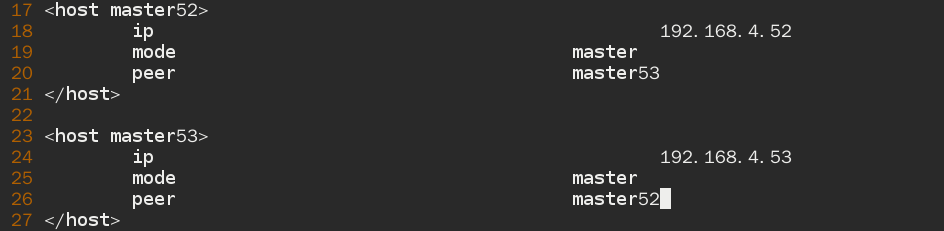 17 <host master52>
18         ip                                              192.168.4.52
19         mode                                    master
20         peer                                    master53
21 </host>
22
23 <host master53>
24         ip                                              192.168.4.53
25         mode                                    master
26         peer                                    master52
27 </host>